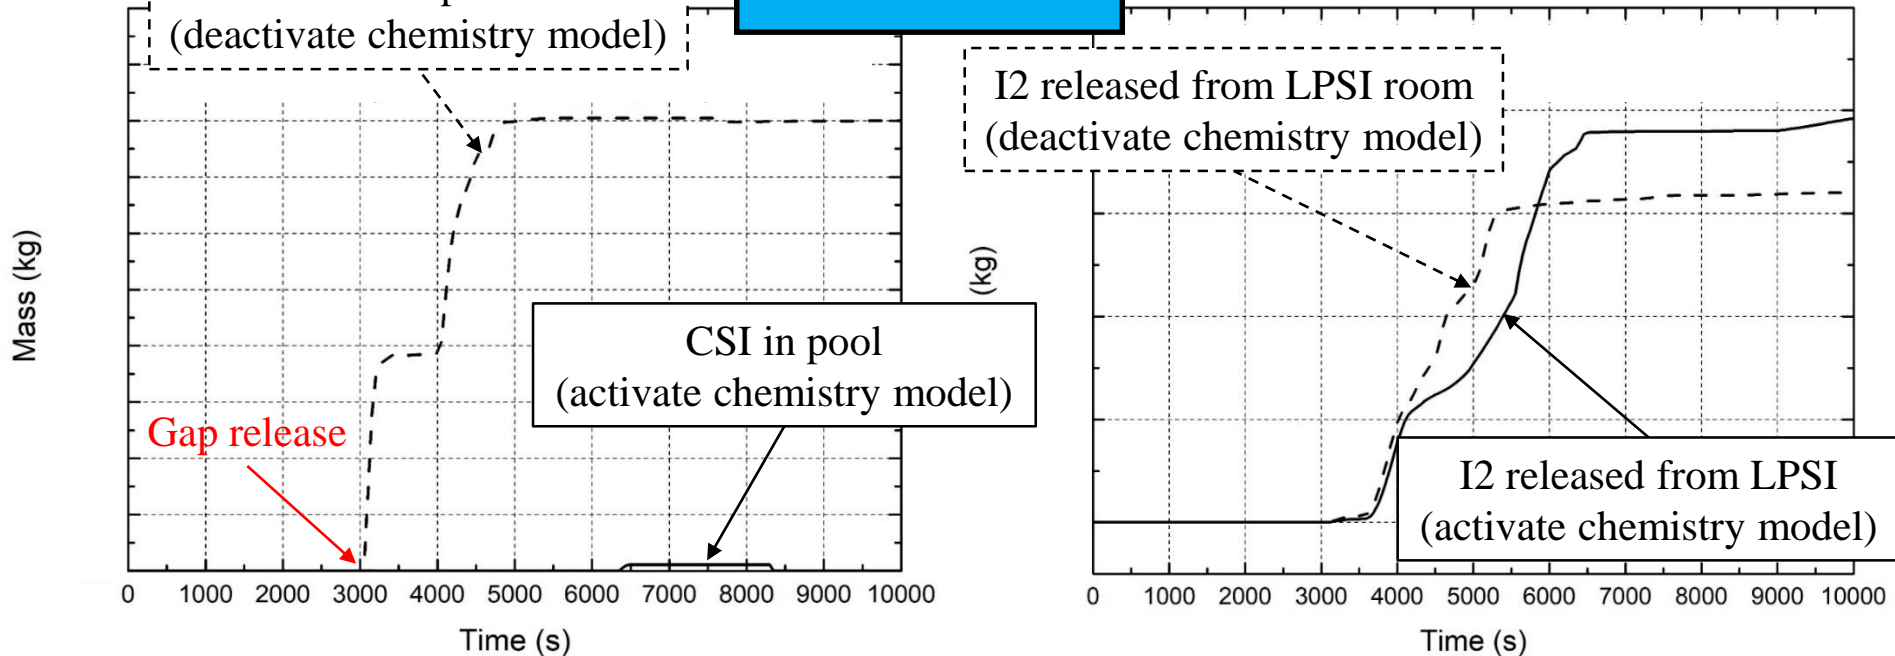 (deactivate chemistry model)
Mass (kg)
CSI in pool
(activate chemistry model)
Gap release
0 1000 2000 3000 4000 5000 6000 7000 8000 9000 10000
Time (s)
I2 released from LPSI room
(deactivate chemistry model)
(kg)
I2 released from LPSI
(activate chemistry model)
0 1000 2000 3000 4000 5000 6000 7000 8000 9000 10000
Time (s)